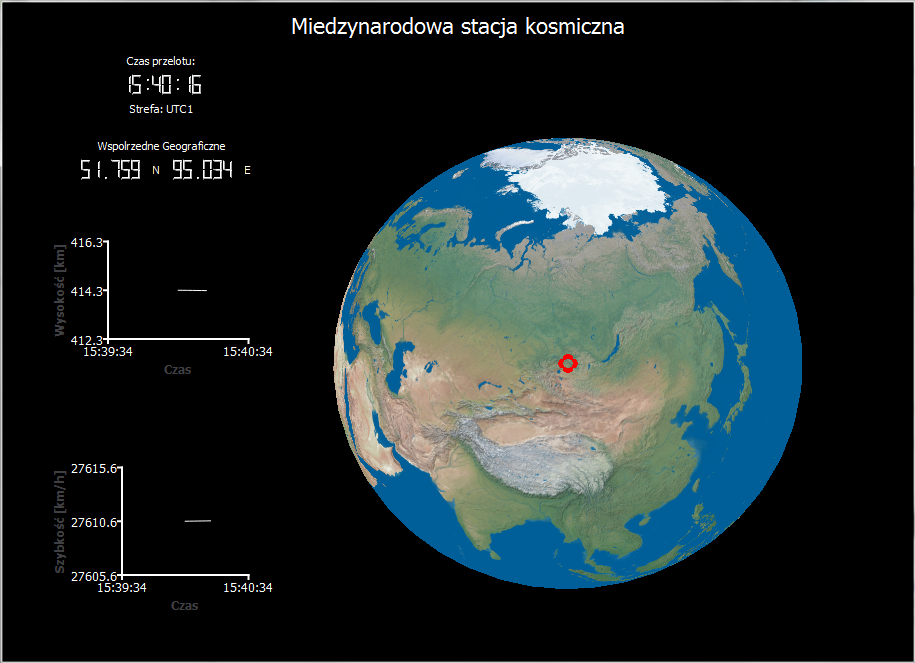 Miedzynarodowa stacja kosmiczna
Czas przelotu:
15:40:16
Strefa: UTC1
Wspolrzedne Geograficzne
51.759 N 95.034 E
416.3
Wysokość [km]
414.3
412.3
15:39:34 15:40:34
Czas
27615.6
Szybkość [km/h]
27610.6
27605.6
15:39:34 15:40:34
Czas